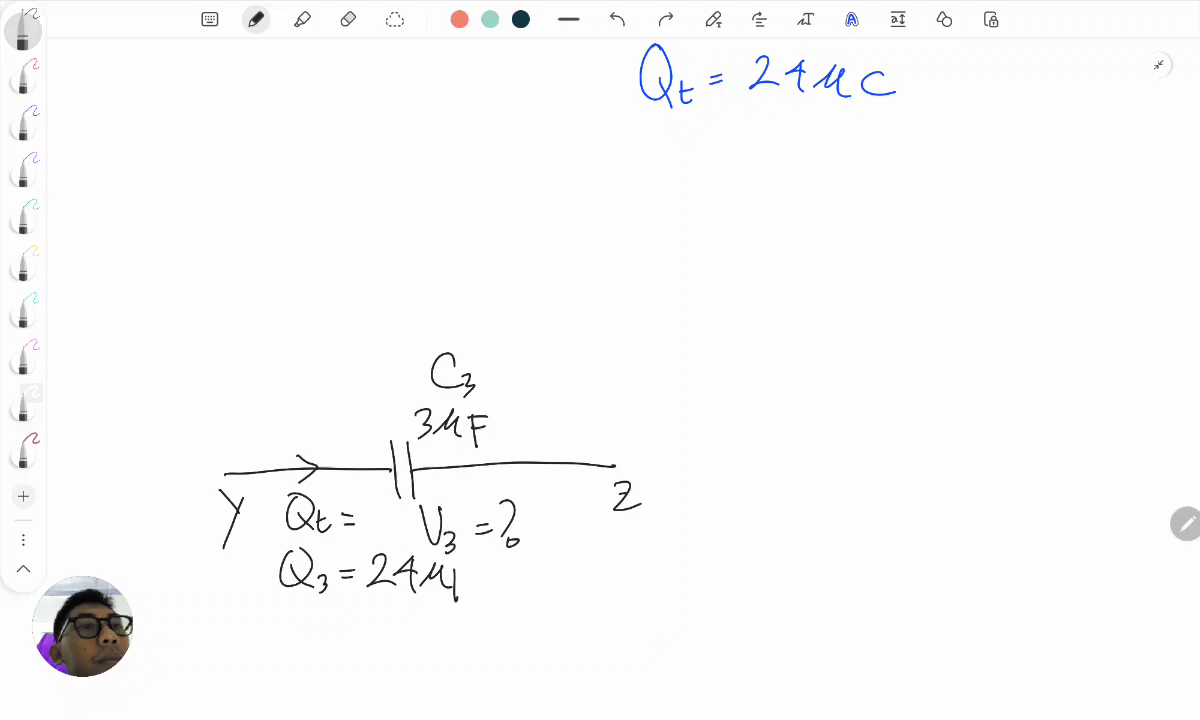 Qt = 24μC
C3
3μF
Y
Z
Qt =
V3 = ?
Q3 = 24μ